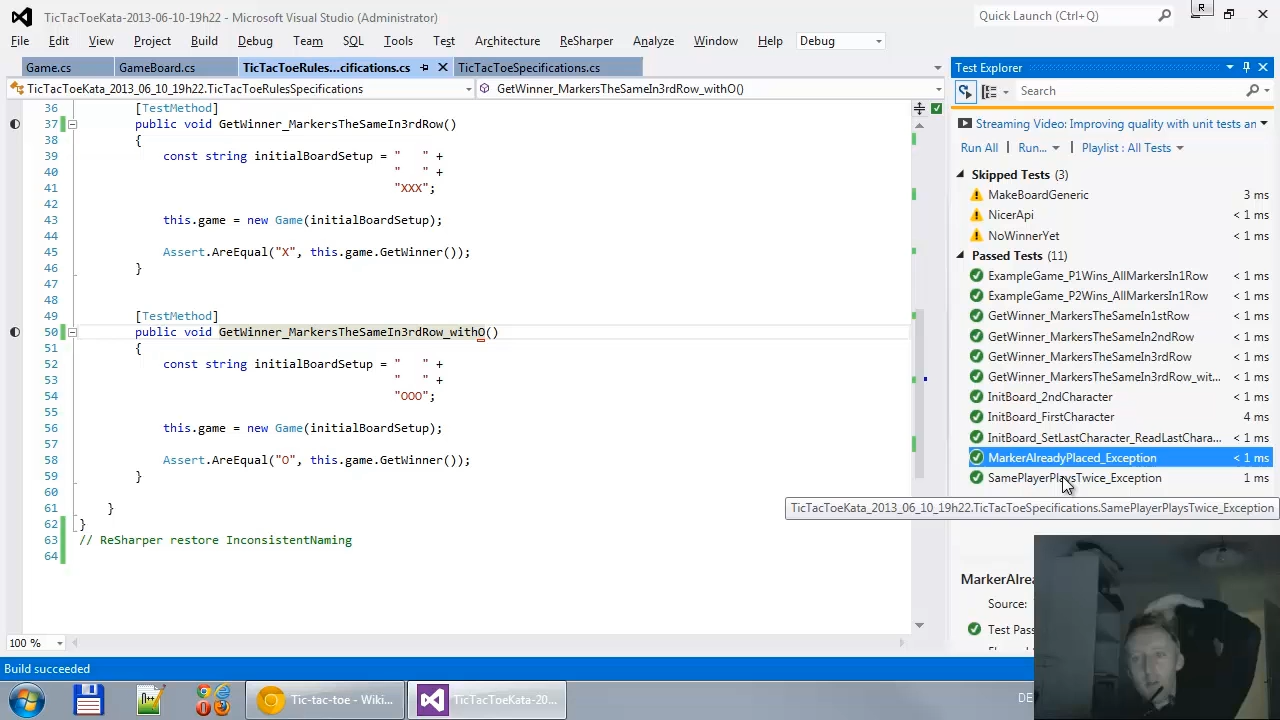 TicTacToeKata-2013-06-10-19h22 - Microsoft Visual Studio (Administrator)
Quick Launch (Ctrl+Q)
R
File Edit View Project Build Debug Team SQL Tools Test Architecture ReSharper Analyze Window Help Debug
Game.cs GameBoard.cs TicTacToeRules...cifications.cs TicTacToeSpecifications.cs
TicTacToeKata_2013_06_10_19h22.TicTacToeRulesSpecifications GetWinner_MarkersTheSameIn3rdRow_withO()
36 [TestMethod]
37 public void GetWinner_MarkersTheSameIn3rdRow()
38 {
39 const string initialBoardSetup = "   " +
40 "   " +
41 "XXX";
42
43 this.game = new Game(initialBoardSetup);
44
45 Assert.AreEqual("X", this.game.GetWinner());
46 }
47
48
49 [TestMethod]
50 public void GetWinner_MarkersTheSameIn3rdRow_withO()
51 {
52 const string initialBoardSetup = "   " +
53 "   " +
54 "OOO";
55
56 this.game = new Game(initialBoardSetup);
57
58 Assert.AreEqual("O", this.game.GetWinner());
59 }
60
61 }
62 }
63 // ReSharper restore InconsistentNaming
64
100 %
Test Explorer
Search
Streaming Video: Improving quality with unit tests an
Run All Run... Playlist : All Tests
Skipped Tests (3)
MakeBoardGeneric 3 ms
NicerApi < 1 ms
NoWinnerYet < 1 ms
Passed Tests (11)
ExampleGame_P1Wins_AllMarkersIn1Row < 1 ms
ExampleGame_P2Wins_AllMarkersIn1Row < 1 ms
GetWinner_MarkersTheSameIn1stRow < 1 ms
GetWinner_MarkersTheSameIn2ndRow < 1 ms
GetWinner_MarkersTheSameIn3rdRow < 1 ms
GetWinner_MarkersTheSameIn3rdRow_wit... < 1 ms
InitBoard_2ndCharacter < 1 ms
InitBoard_FirstCharacter 4 ms
InitBoard_SetLastCharacter_ReadLastChara... < 1 ms
MarkerAlreadyPlaced_Exception < 1 ms
SamePlayerPlaysTwice_Exception 1 ms
TicTacToeKata_2013_06_10_19h22.TicTacToeSpecifications.SamePlayerPlaysTwice_Exception
MarkerAlrea
Source:
Test Pass
Build succeeded
Tic-tac-toe - Wiki...
TicTacToeKata-20...
DE